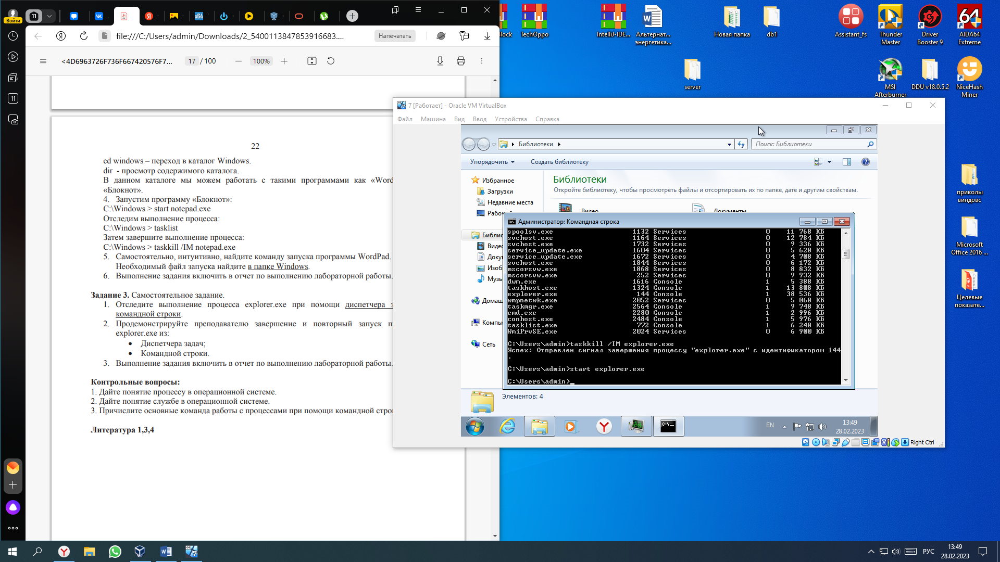 Войти
11
file:///C:/Users/admin/Downloads/2_5400113847853916683....
Напечатать
<4D6963726F736F667420576F7...
17 / 100
100%
11
22
cd windows – переход в каталог Windows.
dir - просмотр содержимого каталога.
В данном каталоге мы можем работать с такими программами как «Word
«Блокнот».
4. Запустим программу «Блокнот»:
C:\Windows > start notepad.exe
Отследим выполнение процесса:
C:\Windows > tasklist
Затем завершите выполнение процесса:
C:\Windows > taskkill /IM notepad.exe
5. Самостоятельно, интуитивно, найдите команду запуска программы WordPad.
Необходимый файл запуска найдите в папке Windows.
6. Выполнение задания включить в отчет по выполнению лабораторной работы.
Задание 3. Самостоятельное задание.
1. Отследите выполнение процесса explorer.exe при помощи диспетчера з
командной строки.
2. Продемонстрируйте преподавателю завершение и повторный запуск п
explorer.exe из:
• Диспетчера задач;
• Командной строки.
3. Выполнение задания включить в отчет по выполнению лабораторной работы.
Контрольные вопросы:
1. Дайте понятие процессу в операционной системе.
2. Дайте понятие службе в операционной системе.
3. Причислите основные команда работы с процессами при помощи командной стро
Литература 1,3,4
lock
TechOppo
IntelliJ-IDE...
Альтернат...
энергетика...
Новая папка
db1
Assistant_fs
Thunder
Master
Driver
Booster 9
64
AIDA64
Extreme
server
MSI
Afterburner
DDU v18.0.5.2
NiceHash
Miner
приколы
виндовс
Microsoft
Office 2016 ...
Целевые
показате...
7 [Работает] - Oracle VM VirtualBox
Файл Машина Вид Ввод Устройства Справка
Библиотеки
Поиск: Библиотеки
Упорядочить Создать библиотеку
Избранное
Загрузки
Недавние места
Рабоч
Библио
Видео
Докум
Изоб
Музы
Домаш
Компь
Сеть
Библиотеки
Откройте библиотеку, чтобы просмотреть файлы и отсортировать их по папке, дате и другим свойствам.
Видео
Документы
Администратор: Командная строка
spoolsv.exe 1132 Services 0 11 768 КБ
svchost.exe 1164 Services 0 12 784 КБ
svchost.exe 1732 Services 0 9 336 КБ
service_update.exe 1604 Services 0 5 628 КБ
service_update.exe 1672 Services 0 4 708 КБ
svchost.exe 1844 Services 0 6 172 КБ
mscorsvw.exe 1868 Services 0 8 832 КБ
mscorsvw.exe 252 Services 0 9 932 КБ
dwm.exe 1616 Console 1 5 388 КБ
taskhost.exe 1324 Console 1 13 808 КБ
explorer.exe 144 Console 1 38 536 КБ
wmpnetwk.exe 2052 Services 0 5 068 КБ
taskmgr.exe 2564 Console 1 9 748 КБ
cmd.exe 2280 Console 1 2 996 КБ
conhost.exe 2484 Console 1 5 976 КБ
tasklist.exe 772 Console 1 6 248 КБ
WmiPrvSE.exe 2024 Services 0 6 900 КБ
C:\Users\admin>taskkill /IM explorer.exe
Успех: Отправлен сигнал завершения процессу "explorer.exe" с идентификатором 144
.
C:\Users\admin>start explorer.exe
C:\Users\admin>_
Элементов: 4
EN
13:49
28.02.2023
Right Ctrl
РУС
13:49
28.02.2023